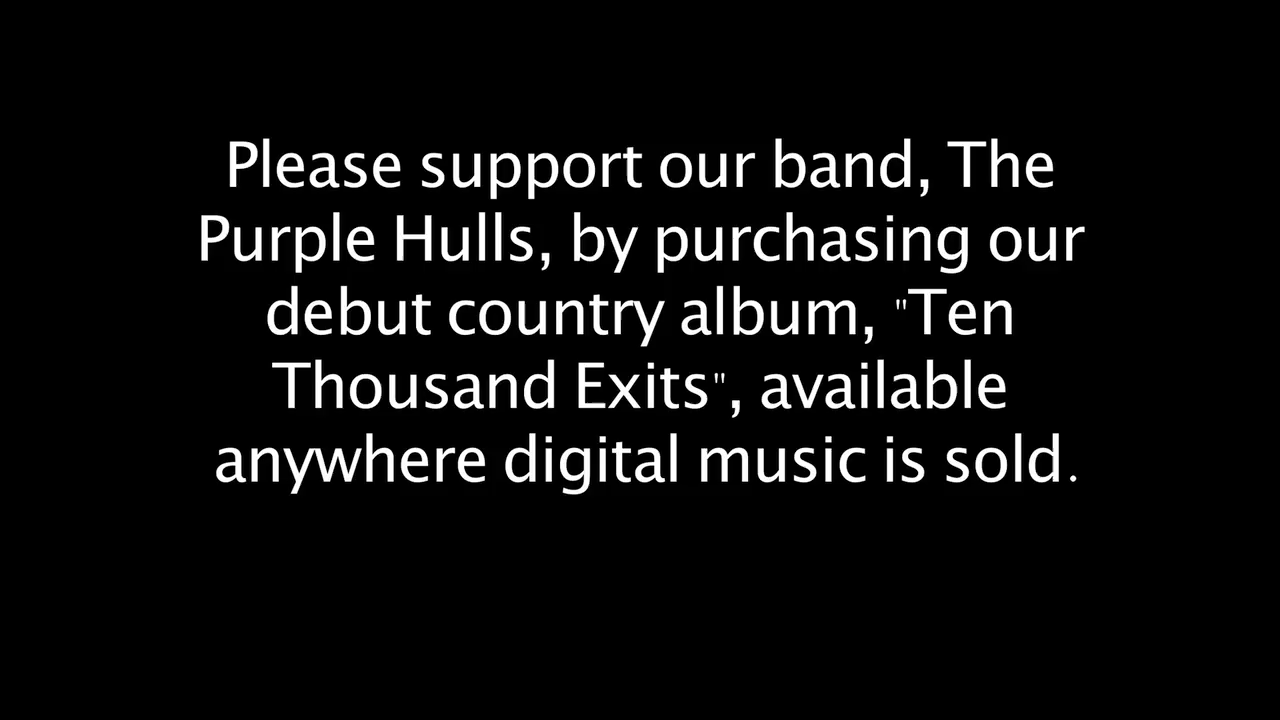 Please support our band, The
Purple Hulls, by purchasing our
debut country album, "Ten
Thousand Exits", available
anywhere digital music is sold.